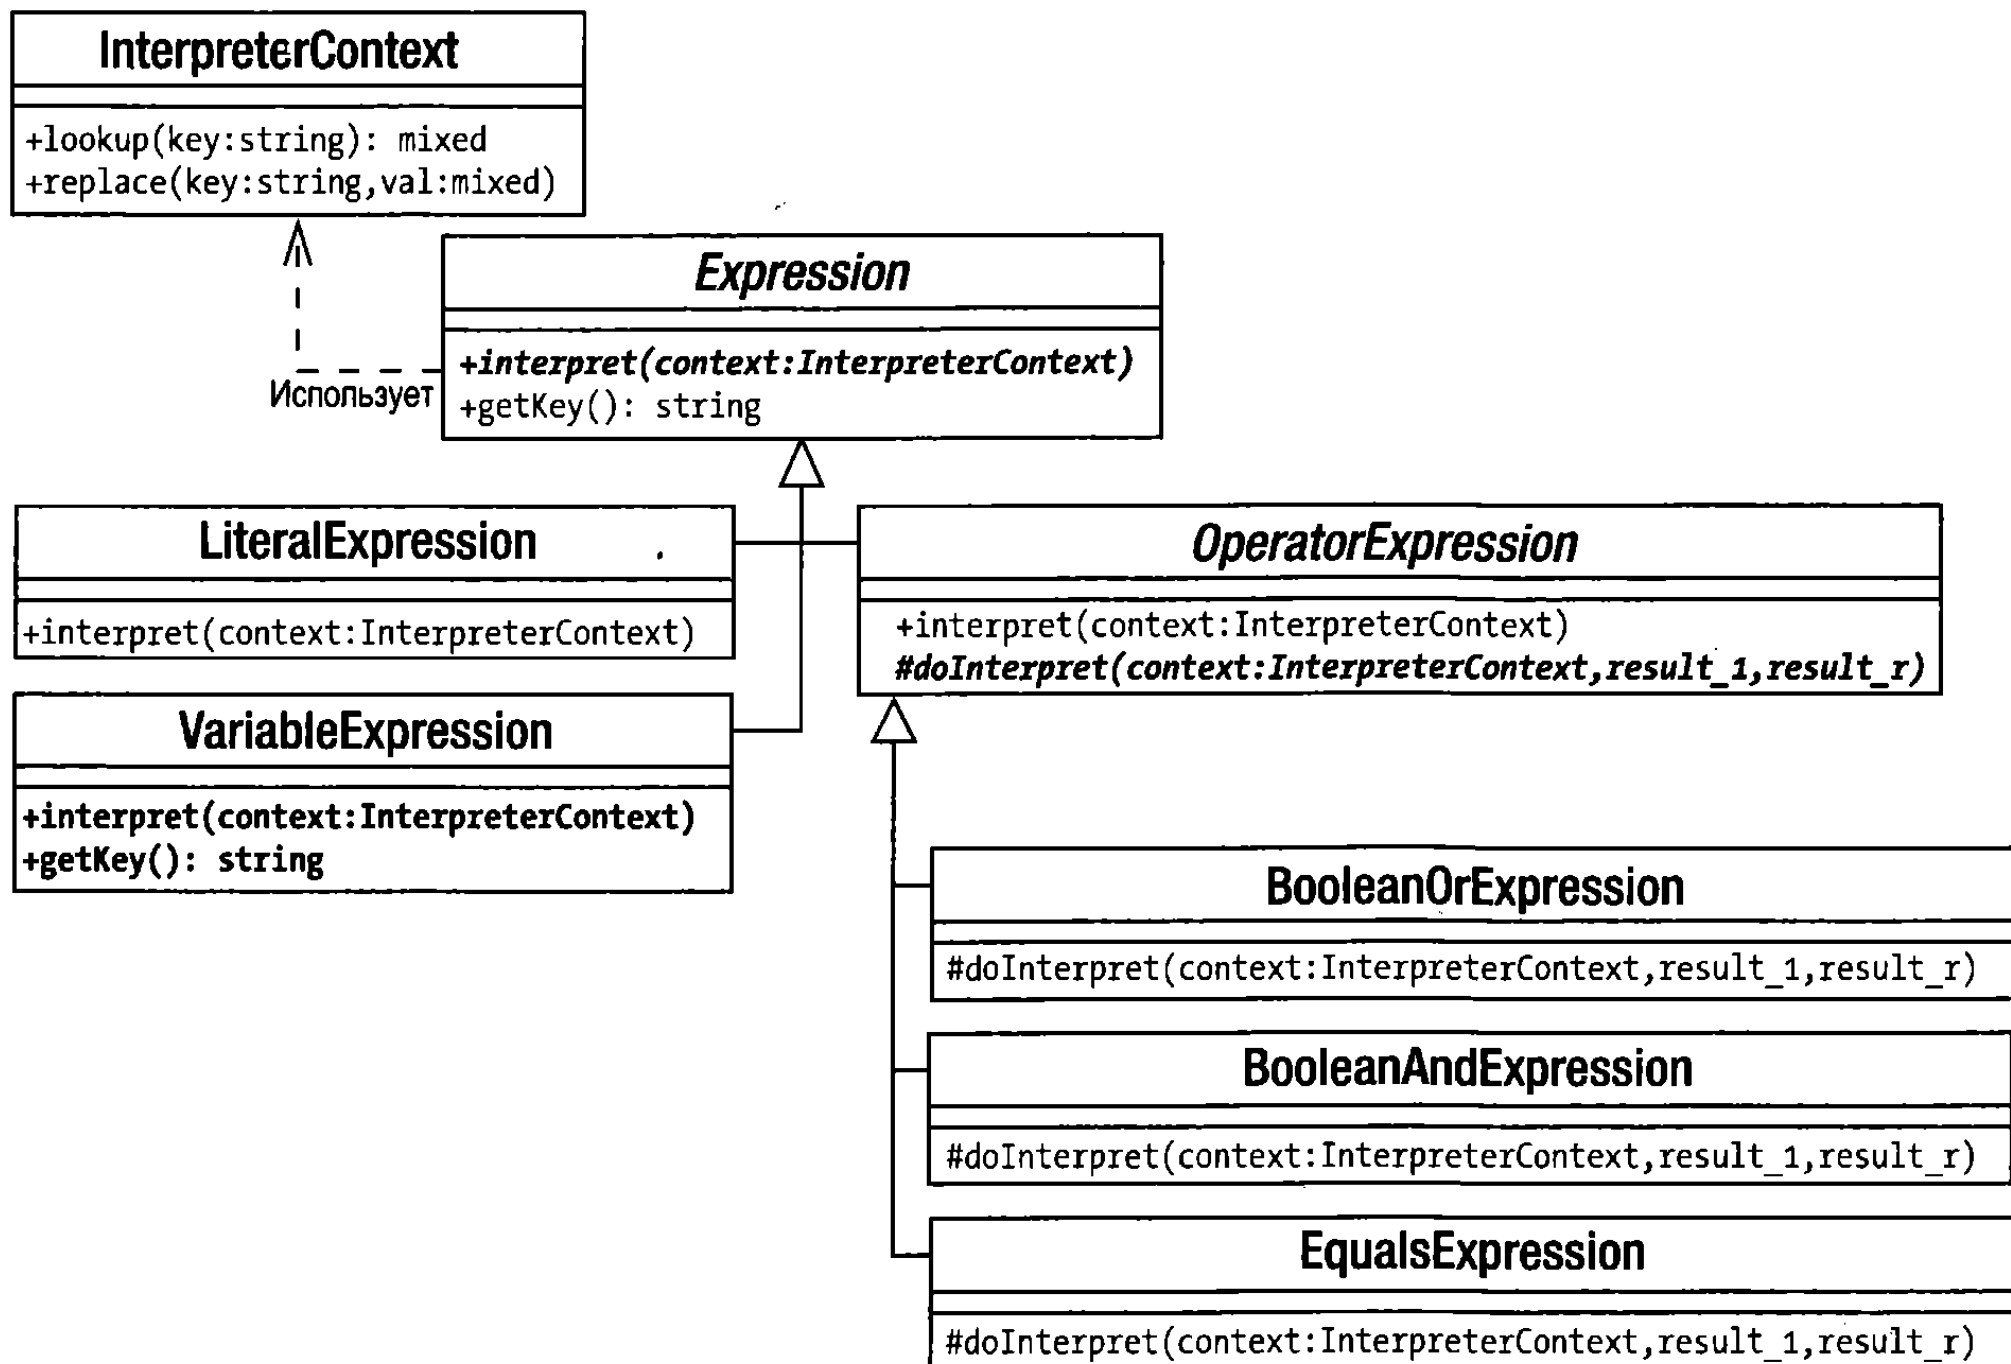 InterpreterContext
+lookup(key:string): mixed
+replace(key:string,val:mixed)
Expression
+interpret(context:InterpreterContext)
+getKey(): string
Использует
LiteralExpression
+interpret(context:InterpreterContext)
OperatorExpression
+interpret(context:InterpreterContext)
#doInterpret(context:InterpreterContext,result_1,result_r)
VariableExpression
+interpret(context:InterpreterContext)
+getKey(): string
BooleanOrExpression
#doInterpret(context:InterpreterContext,result_1,result_r)
BooleanAndExpression
#doInterpret(context:InterpreterContext,result_1,result_r)
EqualsExpression
#doInterpret(context:InterpreterContext,result_1,result_r)